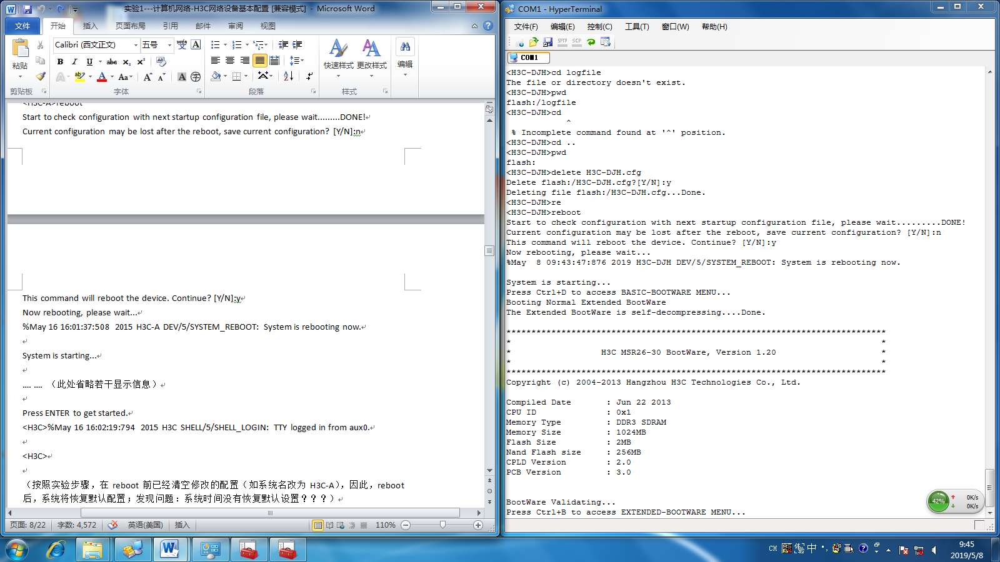 实验1---计算机网络-H3C网络设备基本配置 [兼容模式] - Microsoft Word
文件 开始 插入 页面布局 引用 邮件 审阅 视图
Calibri (西文正文) 五号
粘贴 快速样式 更改样式 编辑
剪贴板 字体 段落 样式
<H3C-A>reboot
Start to check configuration with next startup configuration file, please wait.........DONE!
Current configuration may be lost after the reboot, save current configuration? [Y/N]:n
This command will reboot the device. Continue? [Y/N]:y
Now rebooting, please wait...
%May 16 16:01:37:508 2015 H3C-A DEV/5/SYSTEM_REBOOT: System is rebooting now.
System is starting...
.... .... （此处省略若干显示信息）
Press ENTER to get started.
<H3C>%May 16 16:02:19:794 2015 H3C SHELL/5/SHELL_LOGIN: TTY logged in from aux0.
<H3C>
（按照实验步骤，在 reboot 前已经清空修改的配置（如系统名改为 H3C-A），因此，reboot
后，系统将恢复默认配置；发现问题：系统时间没有恢复默认设置？？？）
页面: 8/22 字数: 4,572 英语(美国) 插入 110%
COM1 - HyperTerminal
文件(F) 编辑(E) 控制(C) 工具(T) 窗口(W) 帮助(H)
SFTP SCP
COM1
<H3C-DJH>cd logfile
The file or directory doesn't exist.
<H3C-DJH>pwd
flash:/logfile
<H3C-DJH>cd
^
% Incomplete command found at '^' position.
<H3C-DJH>cd ..
<H3C-DJH>pwd
flash:
<H3C-DJH>delete H3C-DJH.cfg
Delete flash:/H3C-DJH.cfg?[Y/N]:y
Deleting file flash:/H3C-DJH.cfg...Done.
<H3C-DJH>re
<H3C-DJH>reboot
Start to check configuration with next startup configuration file, please wait.........DONE!
Current configuration may be lost after the reboot, save current configuration? [Y/N]:n
This command will reboot the device. Continue? [Y/N]:y
Now rebooting, please wait...
%May  8 09:43:47:876 2019 H3C-DJH DEV/5/SYSTEM_REBOOT: System is rebooting now.
System is starting...
Press Ctrl+D to access BASIC-BOOTWARE MENU...
Booting Normal Extended BootWare
The Extended BootWare is self-decompressing....Done.
****************************************************************************
* *
* H3C MSR26-30 BootWare, Version 1.20 *
* *
****************************************************************************
Copyright (c) 2004-2013 Hangzhou H3C Technologies Co., Ltd.
Compiled Date : Jun 22 2013
CPU ID : 0x1
Memory Type : DDR3 SDRAM
Memory Size : 1024MB
Flash Size : 2MB
Nand Flash size : 256MB
CPLD Version : 2.0
PCB Version : 3.0
BootWare Validating...
Press Ctrl+B to access EXTENDED-BOOTWARE MENU...
42% 0K/s
0K/s
CH 中
9:45
2019/5/8